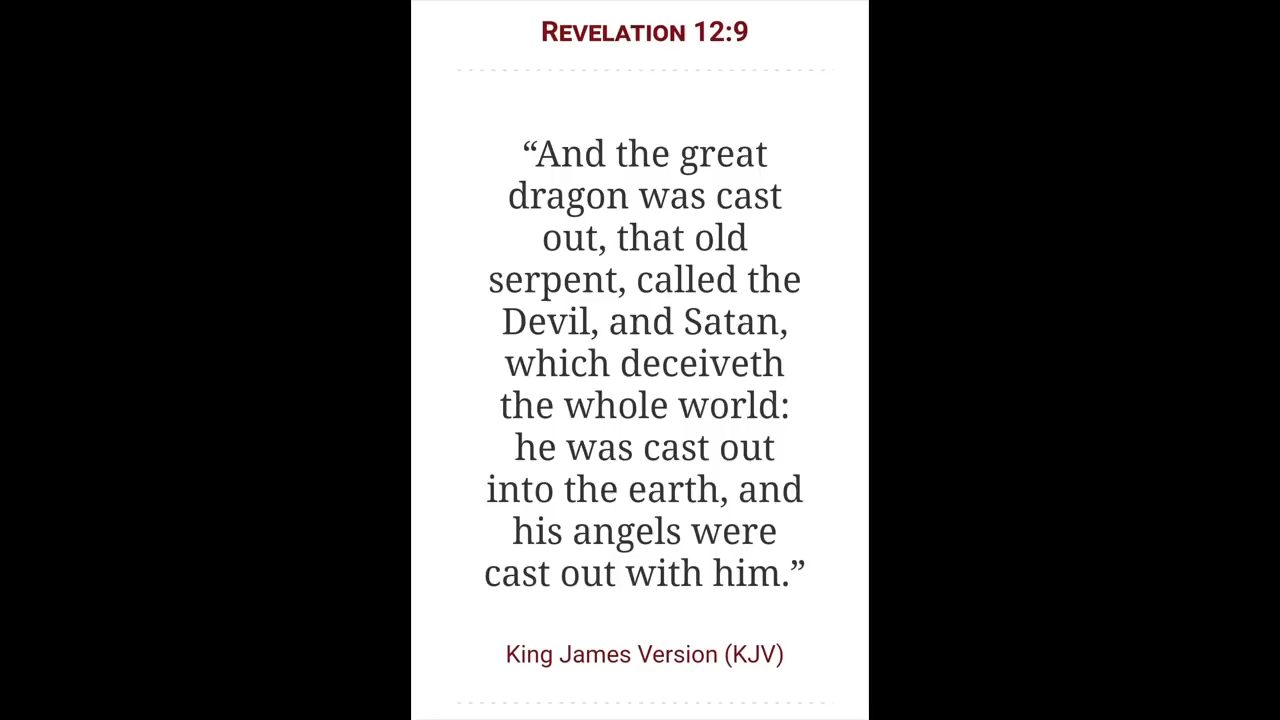 Revelation 12:9
“And the great
dragon was cast
out, that old
serpent, called the
Devil, and Satan,
which deceiveth
the whole world:
he was cast out
into the earth, and
his angels were
cast out with him.”
King James Version (KJV)